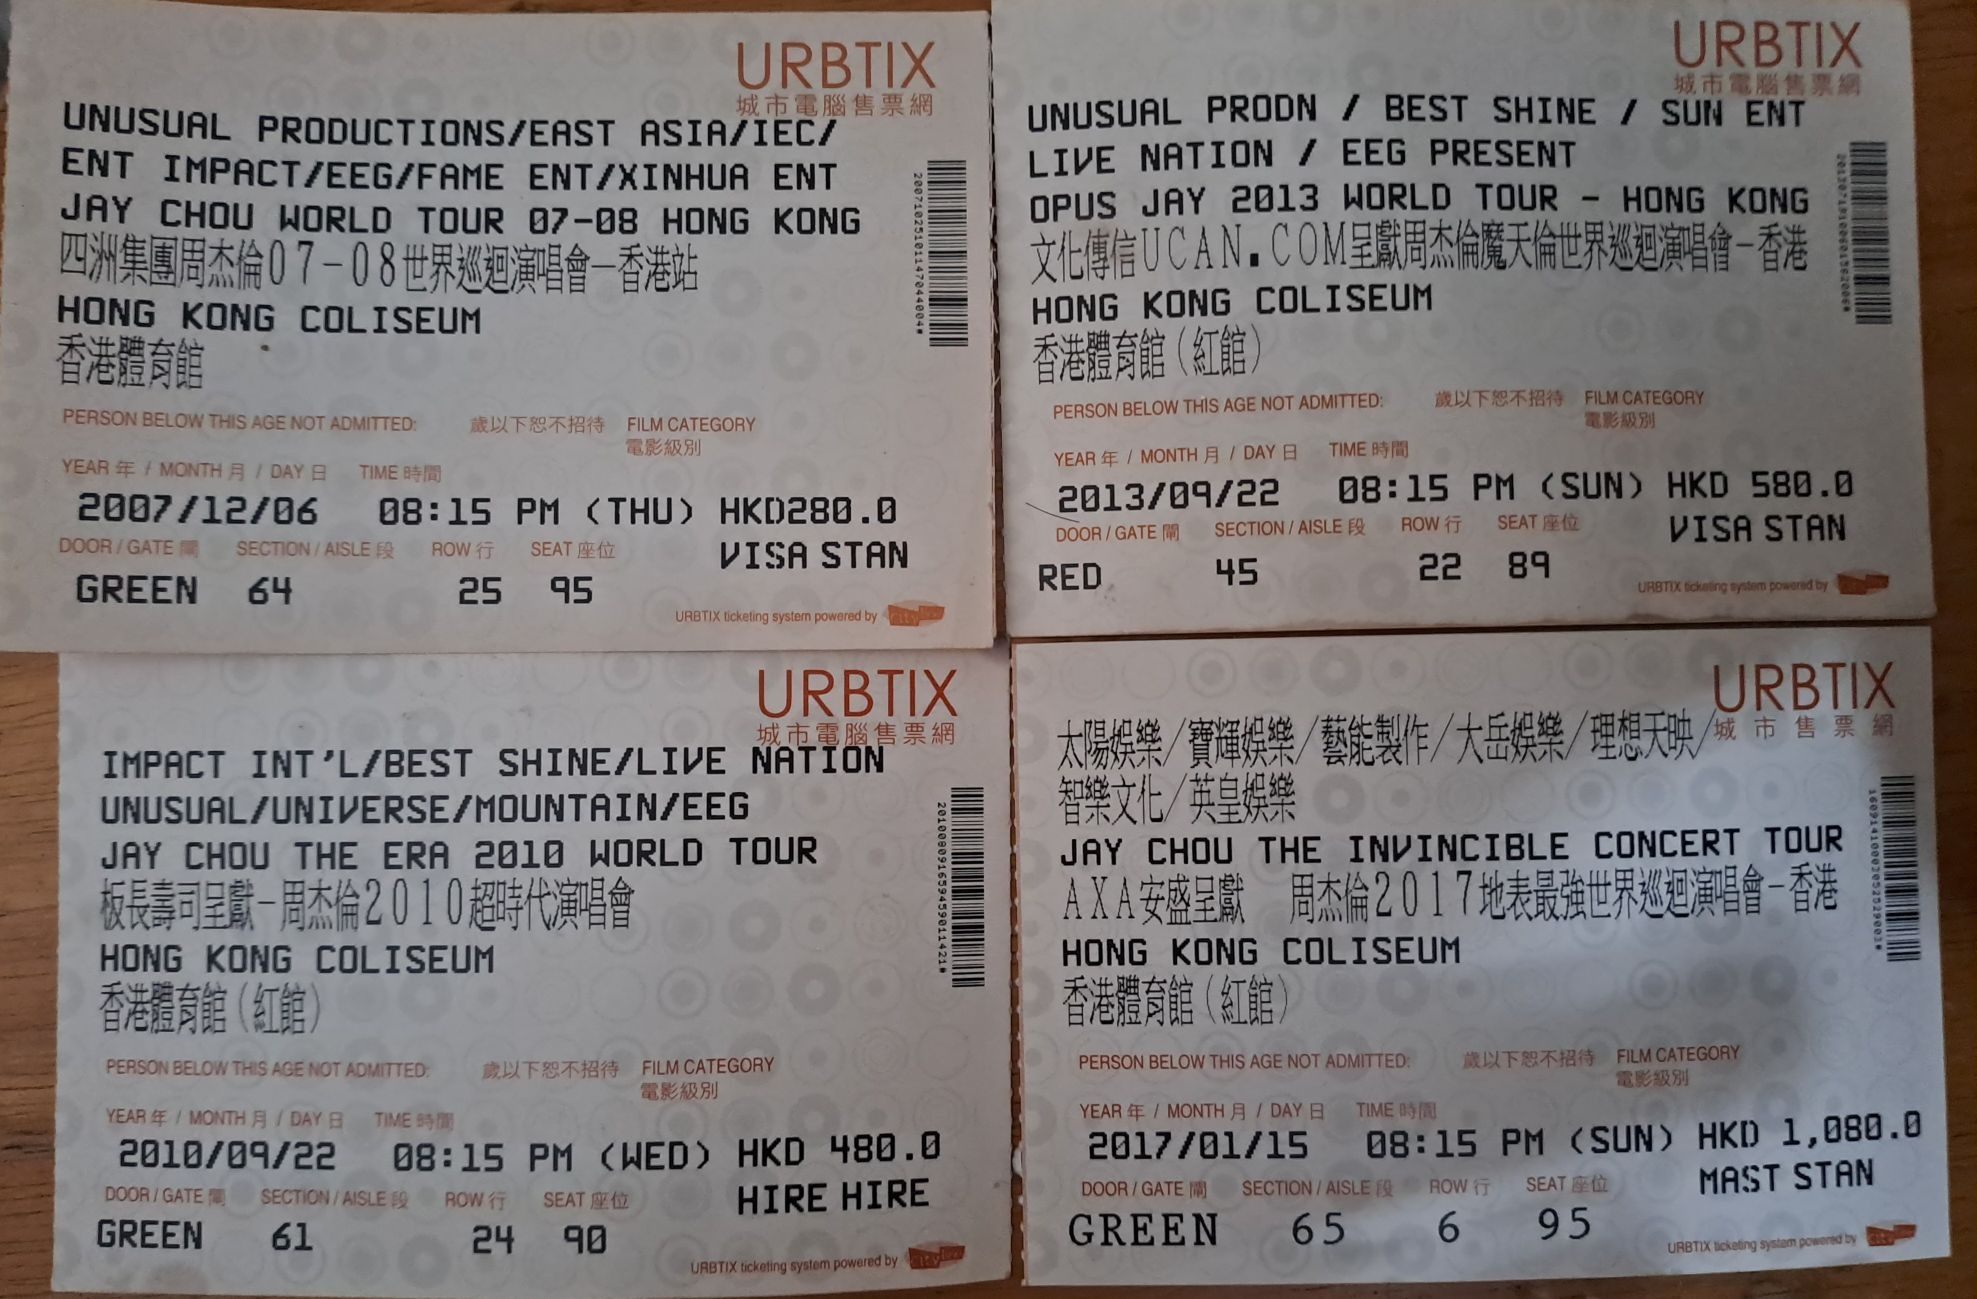 URBTIX
城市電腦售票網
UNUSUAL PRODUCTIONS/EAST ASIA/IEC/
ENT IMPACT/EEG/FAME ENT/XINHUA ENT
JAY CHOU WORLD TOUR 07-08 HONG KONG
四洲集團周杰倫07-08世界巡迴演唱會—香港站
HONG KONG COLISEUM
香港體育館
PERSON BELOW THIS AGE NOT ADMITTED: 歲以下恕不招待 FILM CATEGORY
電影級別
YEAR 年 / MONTH 月 / DAY 日 TIME 時間
2007/12/06 08:15 PM (THU) HKD280.0
DOOR / GATE 閘 SECTION / AISLE 段 ROW 行 SEAT 座位 VISA STAN
GREEN 64 25 95
URBTIX ticketing system powered by
URBTIX
城市電腦售票網
UNUSUAL PRODN / BEST SHINE / SUN ENT
LIVE NATION / EEG PRESENT
OPUS JAY 2013 WORLD TOUR - HONG KONG
文化傳信UCAN.COM呈獻周杰倫魔天倫世界巡迴演唱會-香港
HONG KONG COLISEUM
香港體育館(紅館)
PERSON BELOW THIS AGE NOT ADMITTED: 歲以下恕不招待 FILM CATEGORY
電影級別
YEAR 年 / MONTH 月 / DAY 日 TIME 時間
2013/09/22 08:15 PM (SUN) HKD 580.0
DOOR / GATE 閘 SECTION / AISLE 段 ROW 行 SEAT 座位 VISA STAN
RED 45 22 89
URBTIX ticketing system powered by
URBTIX
城市電腦售票網
IMPACT INT'L/BEST SHINE/LIVE NATION
UNUSUAL/UNIVERSE/MOUNTAIN/EEG
JAY CHOU THE ERA 2010 WORLD TOUR
板長壽司呈獻-周杰倫2010超時代演唱會
HONG KONG COLISEUM
香港體育館(紅館)
PERSON BELOW THIS AGE NOT ADMITTED: 歲以下恕不招待 FILM CATEGORY
電影級別
YEAR 年 / MONTH 月 / DAY 日 TIME 時間
2010/09/22 08:15 PM (WED) HKD 480.0
DOOR / GATE 閘 SECTION / AISLE 段 ROW 行 SEAT 座位 HIRE HIRE
GREEN 61 24 90
URBTIX ticketing system powered by
URBTIX
城市售票網
太陽娛樂/寶輝娛樂/藝能製作/大岳娛樂/理想天映/
智樂文化/英皇娛樂
JAY CHOU THE INVINCIBLE CONCERT TOUR
AXA安盛呈獻 周杰倫2017地表最強世界巡迴演唱會-香港
HONG KONG COLISEUM
香港體育館(紅館)
PERSON BELOW THIS AGE NOT ADMITTED: 歲以下恕不招待 FILM CATEGORY
電影級別
YEAR 年 / MONTH 月 / DAY 日 TIME 時間
2017/01/15 08:15 PM (SUN) HKD 1,080.0
DOOR / GATE 閘 SECTION / AISLE 段 ROW 行 SEAT 座位 MAST STAN
GREEN 65 6 95
URBTIX ticketing system powered by